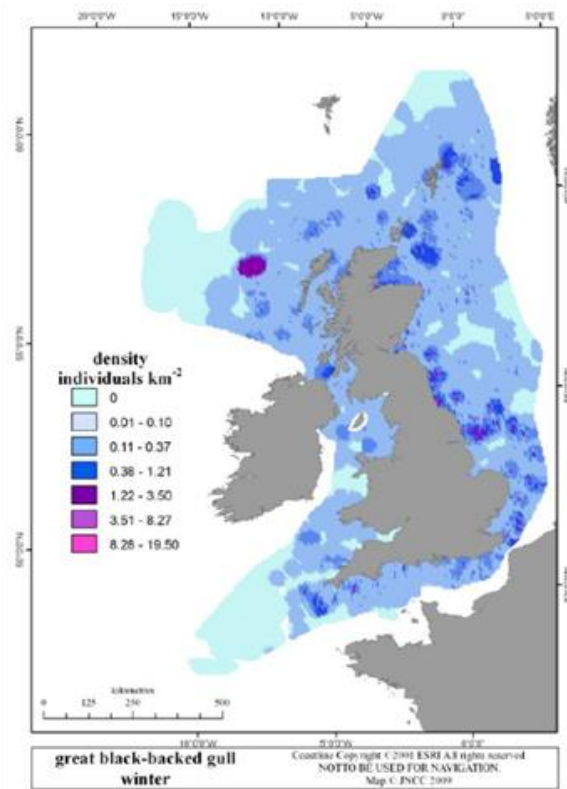 20°0'0"W 15°0'0"W 10°0'0"W 5°0'0"W 0°0'0" 5°0'0"E
density
individuals km-2
0
0.01 - 0.10
0.11 - 0.37
0.38 - 1.21
1.22 - 3.50
3.51 - 8.27
8.28 - 19.50
kilometres
0 125 250 500
10°0'0"W 5°0'0"W 0°0'0"
great black-backed gull
winter
Coastline Copyright ©2001 ESRI All rights reserved
NOT TO BE USED FOR NAVIGATION.
Map © JNCC 2009